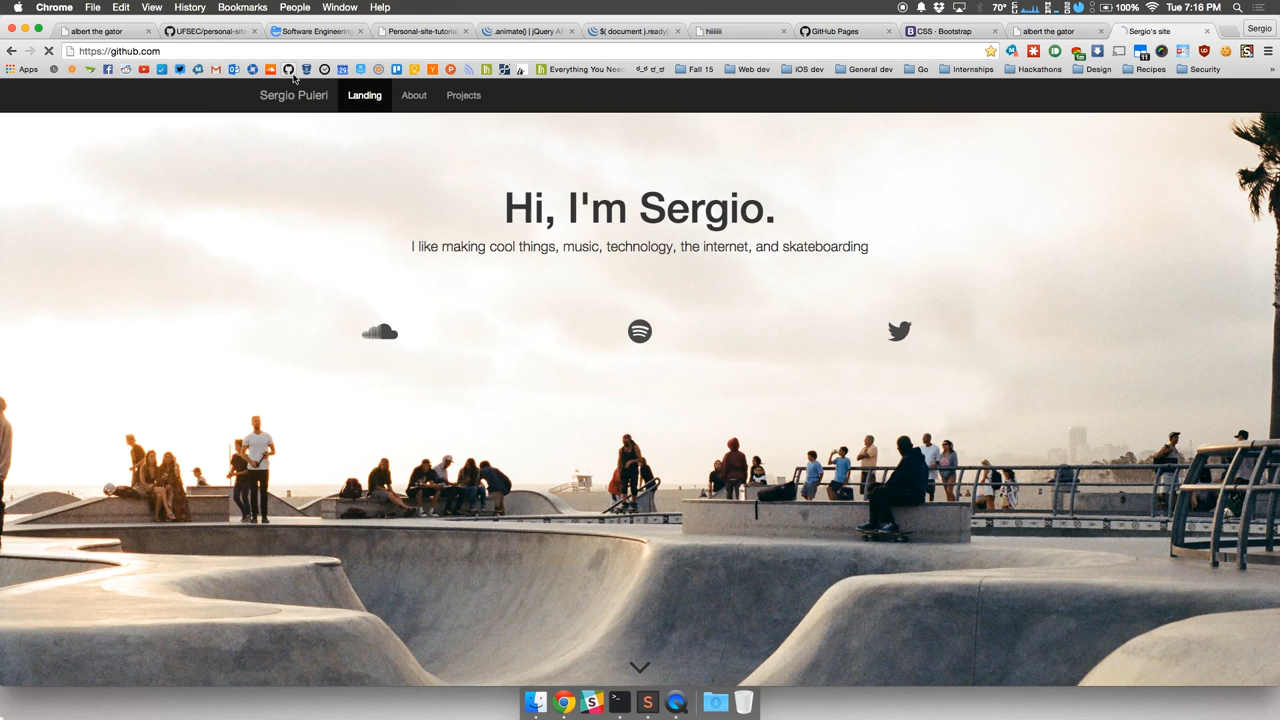 Chrome File Edit View History Bookmarks People Window Help 70° 100% Tue 7:16 PM
albert the gator UFSEC/personal-site Software Engineering Personal-site-tutorial .animate() | jQuery $( document ).ready GitHub Pages CSS · Bootstrap albert the gator Sergio's site Sergio
https://github.com
Apps Everything You Need Fall 15 Web dev iOS dev General dev Go Internships Hackathons Design Recipes Security
Sergio Puleri Landing About Projects
Hi, I'm Sergio.
I like making cool things, music, technology, the internet, and skateboarding